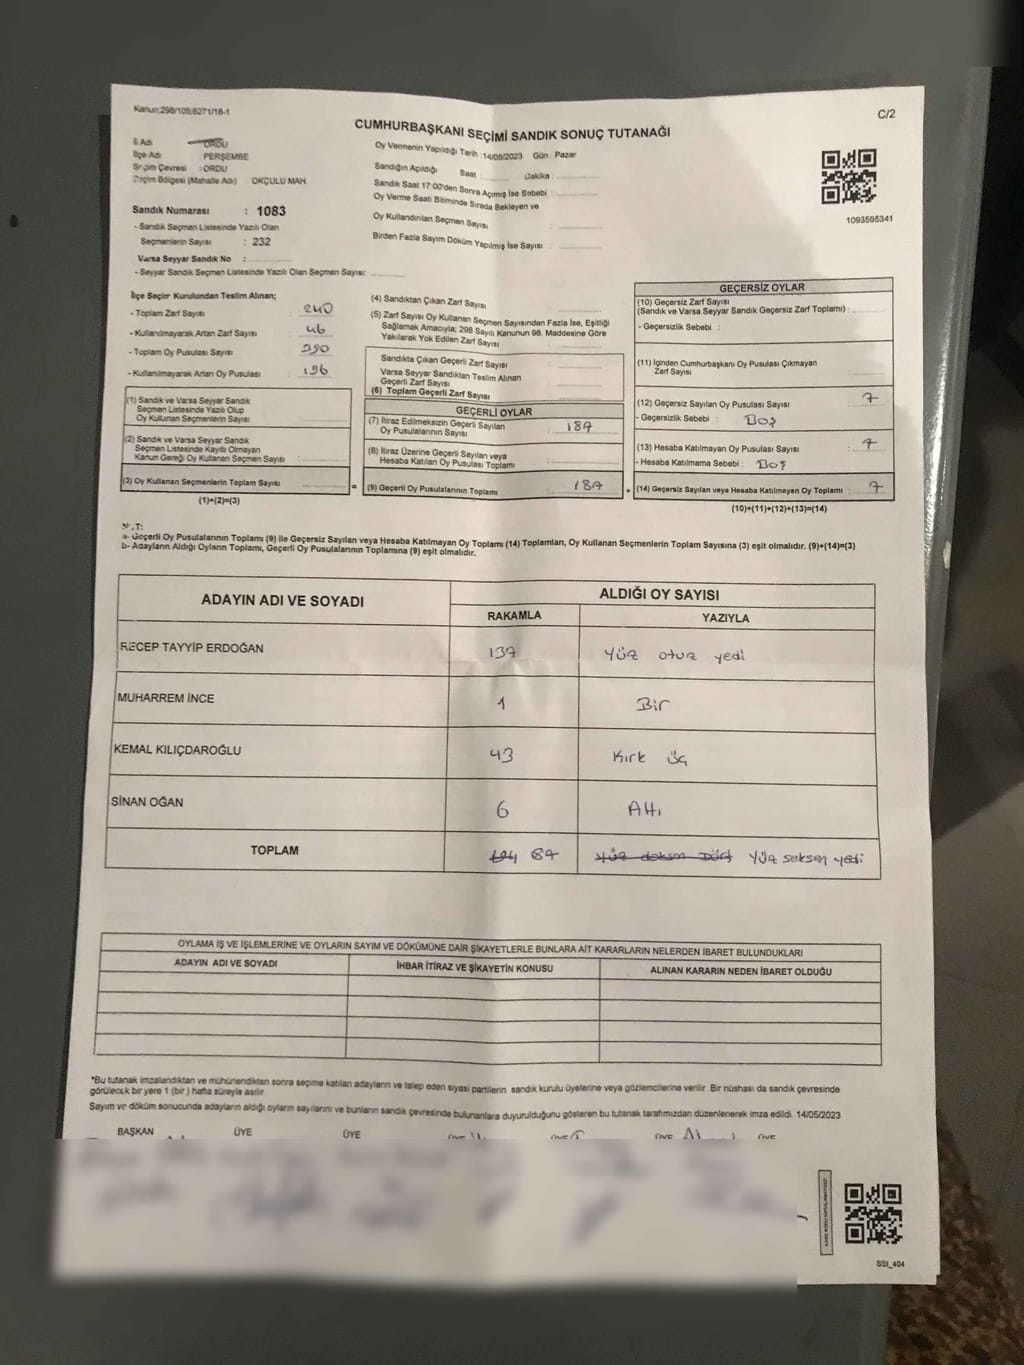 Kanun:298/105;6271/18-1
C/2
CUMHURBAŞKANI SEÇİMİ SANDIK SONUÇ TUTANAĞI
İl Adı : ORDU
İlçe Adı : PERŞEMBE
Seçim Çevresi : ORDU
Seçim Bölgesi (Mahalle Adı) : OKÇULU MAH.
Sandık Numarası : 1083
- Sandık Seçmen Listesinde Yazılı Olan
Seçmenlerin Sayısı : 232
Varsa Seyyar Sandık No :
- Seyyar Sandık Seçmen Listesinde Yazılı Olan Seçmen Sayısı:
Oy Vermenin Yapıldığı Tarih :14/05/2023 Gün : Pazar
Sandığın Açıldığı Saat Dakika :
Sandık Saat 17:00'den Sonra Açımış İse Sebebi :
Oy Verme Saati Bitiminde Sırada Bekleyen ve
Oy Kullandırılan Seçmen Sayısı :
Birden Fazla Sayım Döküm Yapılmış İse Sayısı :
1093595341
İlçe Seçim Kurulundan Teslim Alınan;
- Toplam Zarf Sayısı : 240
- Kullanılmayarak Artan Zarf Sayısı : 46
- Toplam Oy Pusulası Sayısı : 390
- Kullanılmayarak Artan Oy Pusulası : 196
(1) Sandık ve Varsa Seyyar Sandık
Seçmen Listesinde Yazılı Olup
Oy Kullanan Seçmenlerin Sayısı :
(2) Sandık ve Varsa Seyyar Sandık
Seçmen Listesinde Kayıtlı Olmayan
Kanun Gereği Oy Kullanan Seçmen Sayısı :
(3) Oy Kullanan Seçmenlerin Toplam Sayısı :
(1)+(2)=(3)
(4) Sandıktan Çıkan Zarf Sayısı :
(5) Zarf Sayısı Oy Kullanan Seçmen Sayısından Fazla İse, Eşitliği
Sağlamak Amacıyla; 298 Sayılı Kanunun 98. Maddesine Göre
Yakılarak Yok Edilen Zarf Sayısı :
Sandıkta Çıkan Geçerli Zarf Sayısı :
Varsa Seyyar Sandıktan Teslim Alınan
Geçerli Zarf Sayısı :
(6) Toplam Geçerli Zarf Sayısı :
GEÇERLİ OYLAR
(7) İtiraz Edilmeksizin Geçerli Sayılan
Oy Pusulalarının Sayısı : 187
(8) İtiraz Üzerine Geçerli Sayılan veya
Hesaba Katılan Oy Pusulası Toplamı :
= (9) Geçerli Oy Pusulalarının Toplamı : 187 +
GEÇERSİZ OYLAR
(10) Geçersiz Zarf Sayısı
(Sandık ve Varsa Seyyar Sandık Geçersiz Zarf Toplamı) :
- Geçersizlik Sebebi :
(11) İçinden Cumhurbaşkanı Oy Pusulası Çıkmayan
Zarf Sayısı :
(12) Geçersiz Sayılan Oy Pusulası Sayısı : 7
- Geçersizlik Sebebi : Boş
(13) Hesaba Katılmayan Oy Pusulası Sayısı : 7
- Hesaba Katılmama Sebebi : Boş
(14) Geçersiz Sayılan veya Hesaba Katılmayan Oy Toplamı : 7
(10)+(11)+(12)+(13)=(14)
a- Geçerli Oy Pusulalarının Toplamı (9) ile Geçersiz Sayılan veya Hesaba Katılmayan Oy Toplamı (14) Toplamları, Oy Kullanan Seçmenlerin Toplam Sayısına (3) eşit olmalıdır. (9)+(14)=(3)
b- Adayların Aldığı Oyların Toplamı, Geçerli Oy Pusulalarının Toplamına (9) eşit olmalıdır.
ADAYIN ADI VE SOYADI
ALDIĞI OY SAYISI
RAKAMLA YAZIYLA
RECEP TAYYİP ERDOĞAN 137 Yüz otuz yedi
MUHARREM İNCE 1 Bir
KEMAL KILIÇDAROĞLU 43 Kırk üç
SİNAN OĞAN 6 Altı
TOPLAM 194 87 Yüz doksan Dört Yüz seksen yedi
OYLAMA İŞ VE İŞLEMLERİNE VE OYLARIN SAYIM VE DÖKÜMÜNE DAİR ŞİKAYETLERLE BUNLARA AİT KARARLARIN NELERDEN İBARET BULUNDUKLARI
ADAYIN ADI VE SOYADI İHBAR İTİRAZ VE ŞİKAYETİN KONUSU ALINAN KARARIN NEDEN İBARET OLDUĞU
*Bu tutanak imzalandıktan ve mühürlendikten sonra seçime katılan adayların ve talep eden siyasi partilerin sandık kurulu üyelerine veya gözlemcilerine verilir. Bir nüshası da sandık çevresinde
görülecek bir yere 1 (bir ) hafta süreyle asılır
Sayım ve döküm sonucunda adayların aldığı oyların sayılarını ve bunların sandık çevresinde bulunanlara duyurulduğunu gösteren bu tutanak tarafımızdan düzenlenerek imza edildi. 14/05/2023
BAŞKAN ÜYE ÜYE ÜYE ÜYE ÜYE ÜYE
SSI_404